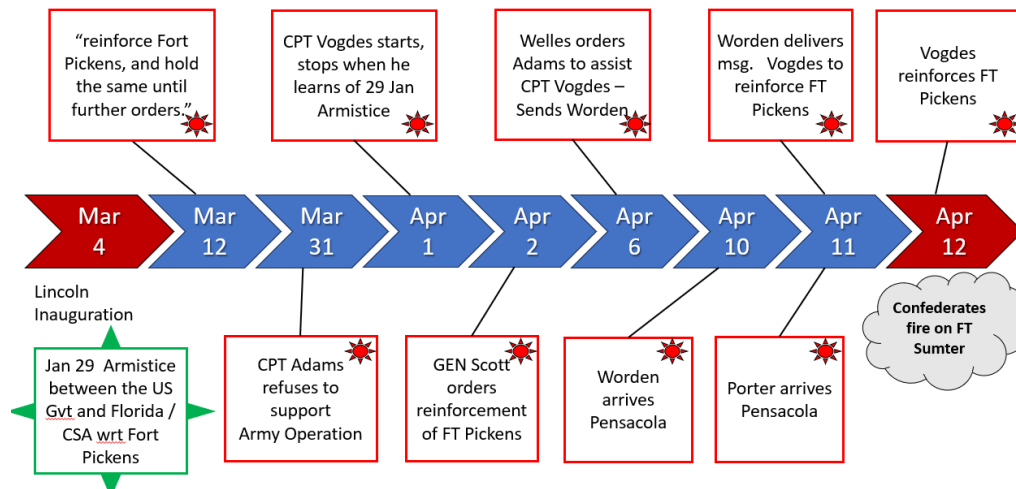 “reinforce Fort
Pickens, and hold
the same until
further orders.”
CPT Vogdes starts,
stops when he
learns of 29 Jan
Armistice
Welles orders
Adams to assist
CPT Vogdes –
Sends Worden
Worden delivers
msg.   Vogdes to
reinforce FT
Pickens
Vogdes
reinforces FT
Pickens
Mar
4
Mar
12
Mar
31
Apr
1
Apr
2
Apr
6
Apr
10
Apr
11
Apr
12
Lincoln
Inauguration
Jan 29  Armistice
between the US
Gvt and Florida /
CSA wrt Fort
Pickens
CPT Adams
refuses to
support
Army Operation
GEN Scott
orders
reinforcement
of FT Pickens
Worden
arrives
Pensacola
Porter arrives
Pensacola
Confederates
fire on FT
Sumter